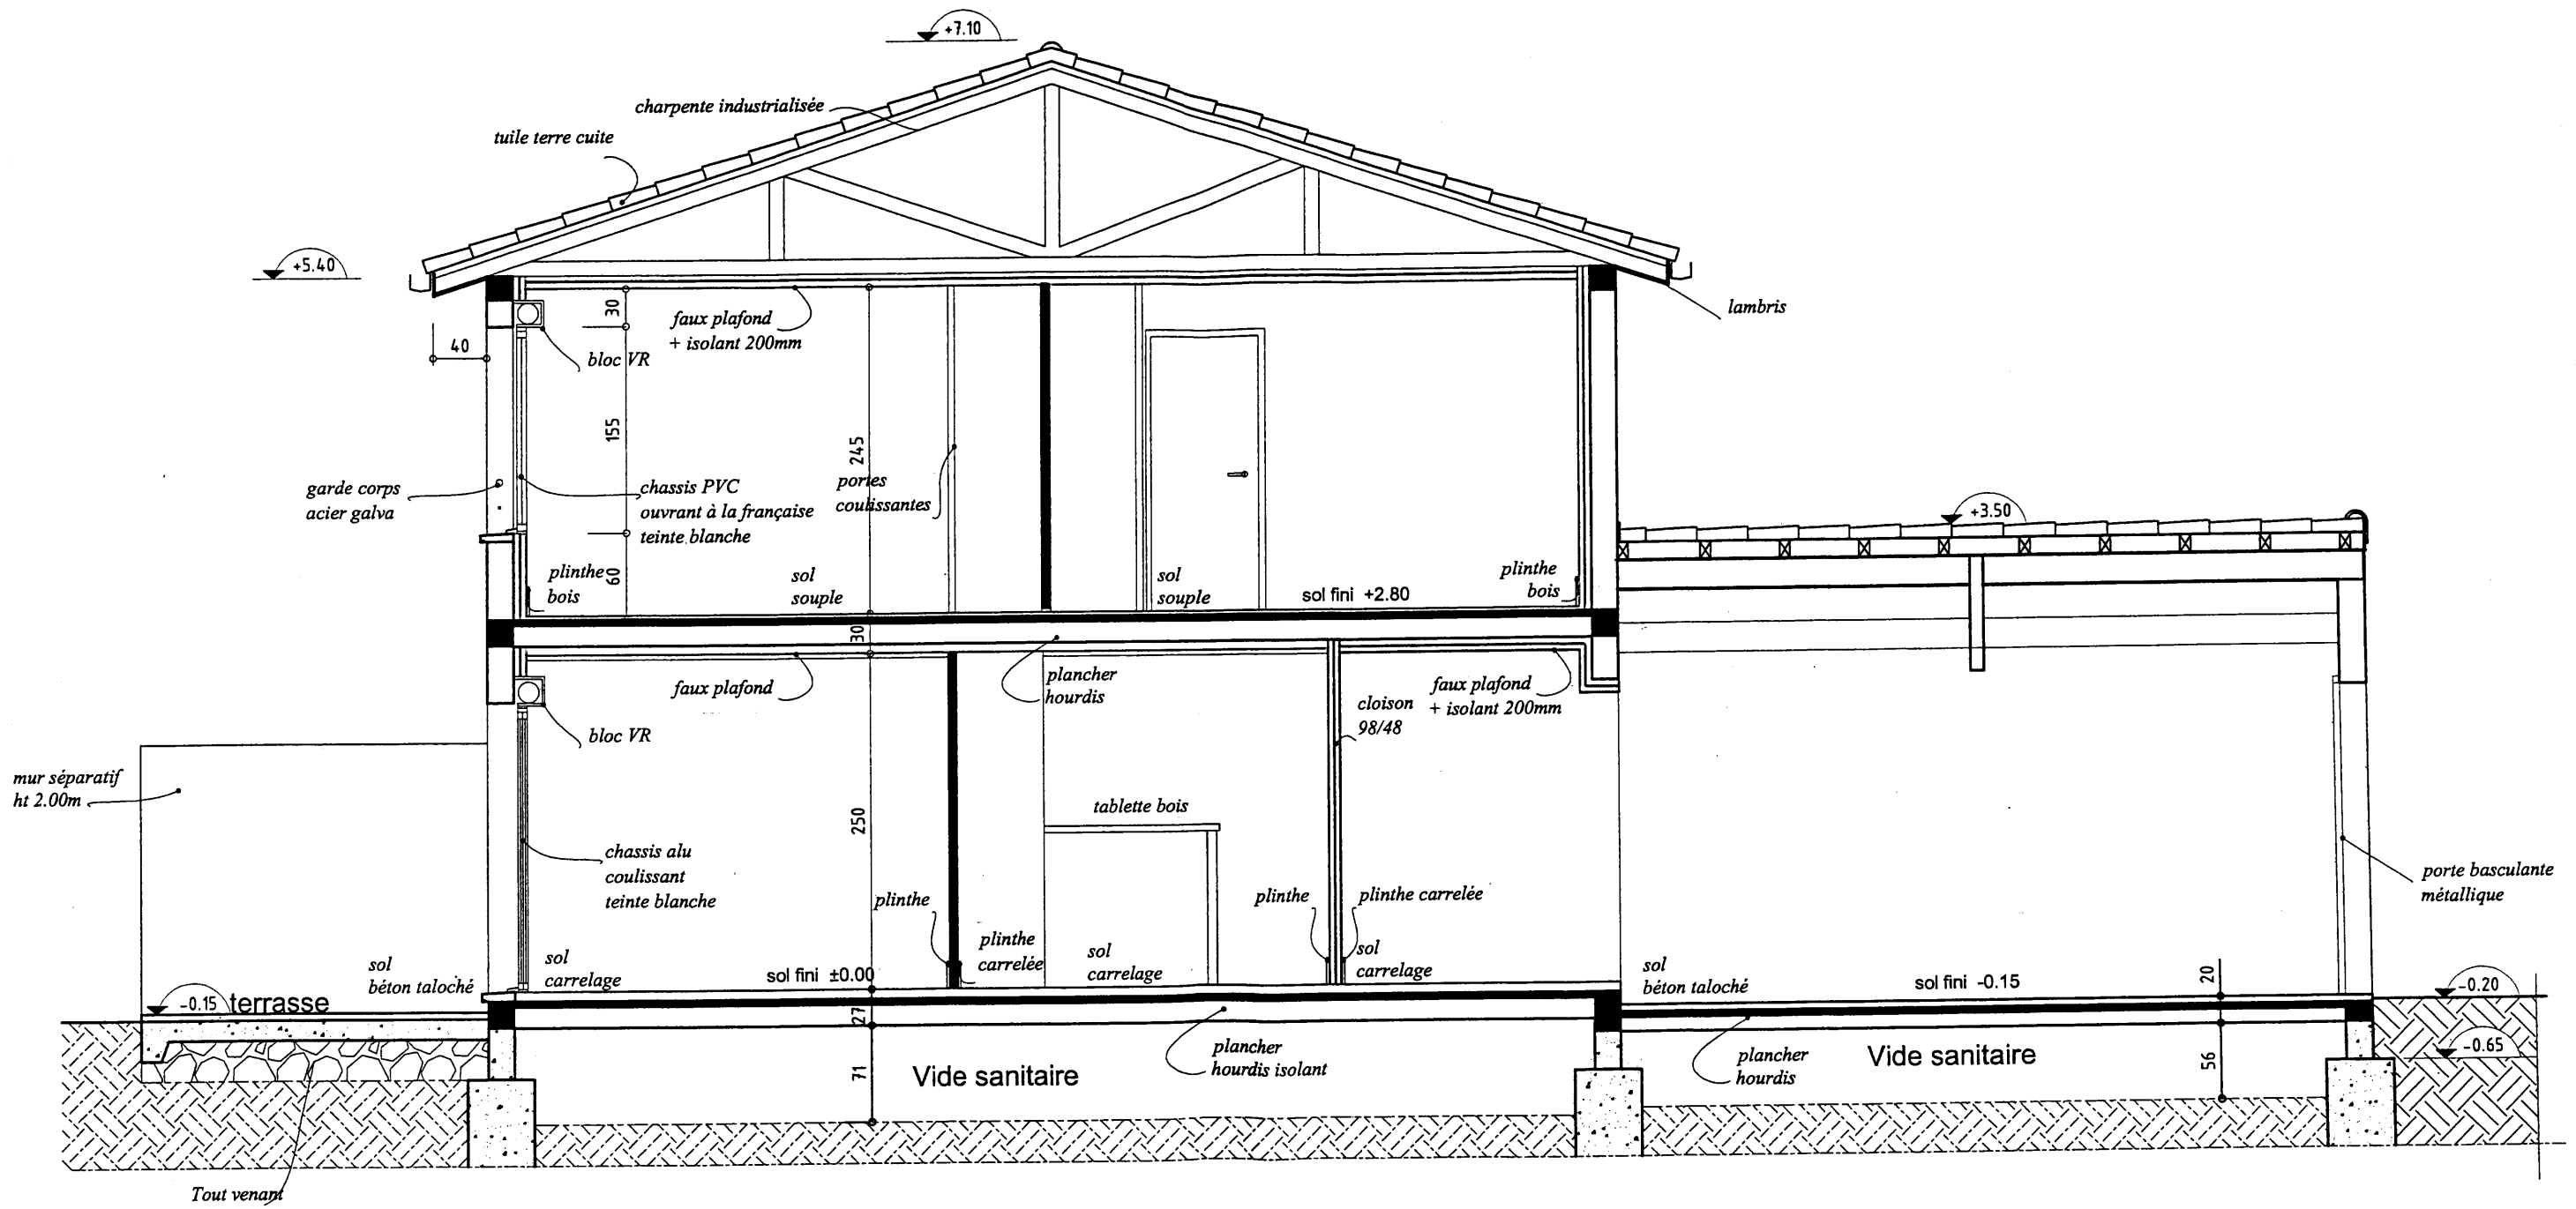 +7.10
charpente industrialisée
tuile terre cuite
+5.40
lambris
30
faux plafond
+ isolant 200mm
40
bloc VR
155
245
portes
coulissantes
garde corps
acier galva
chassis PVC
ouvrant à la française
teinte blanche
+3.50
plinthe
bois
60
sol
souple
sol
souple
sol fini +2.80
plinthe
bois
30
faux plafond
plancher
hourdis
cloison
98/48
faux plafond
+ isolant 200mm
bloc VR
mur séparatif
ht 2.00m
tablette bois
250
chassis alu
coulissant
teinte blanche
porte basculante
métallique
plinthe
plinthe
carrelée
plinthe
plinthe carrelée
sol
béton taloché
sol
carrelage
sol fini ±0.00
sol
carrelage
sol
carrelage
sol
béton taloché
sol fini -0.15
20
-0.20
-0.15
terrasse
27
plancher
hourdis isolant
plancher
hourdis
Vide sanitaire
-0.65
56
71
Vide sanitaire
Tout venant